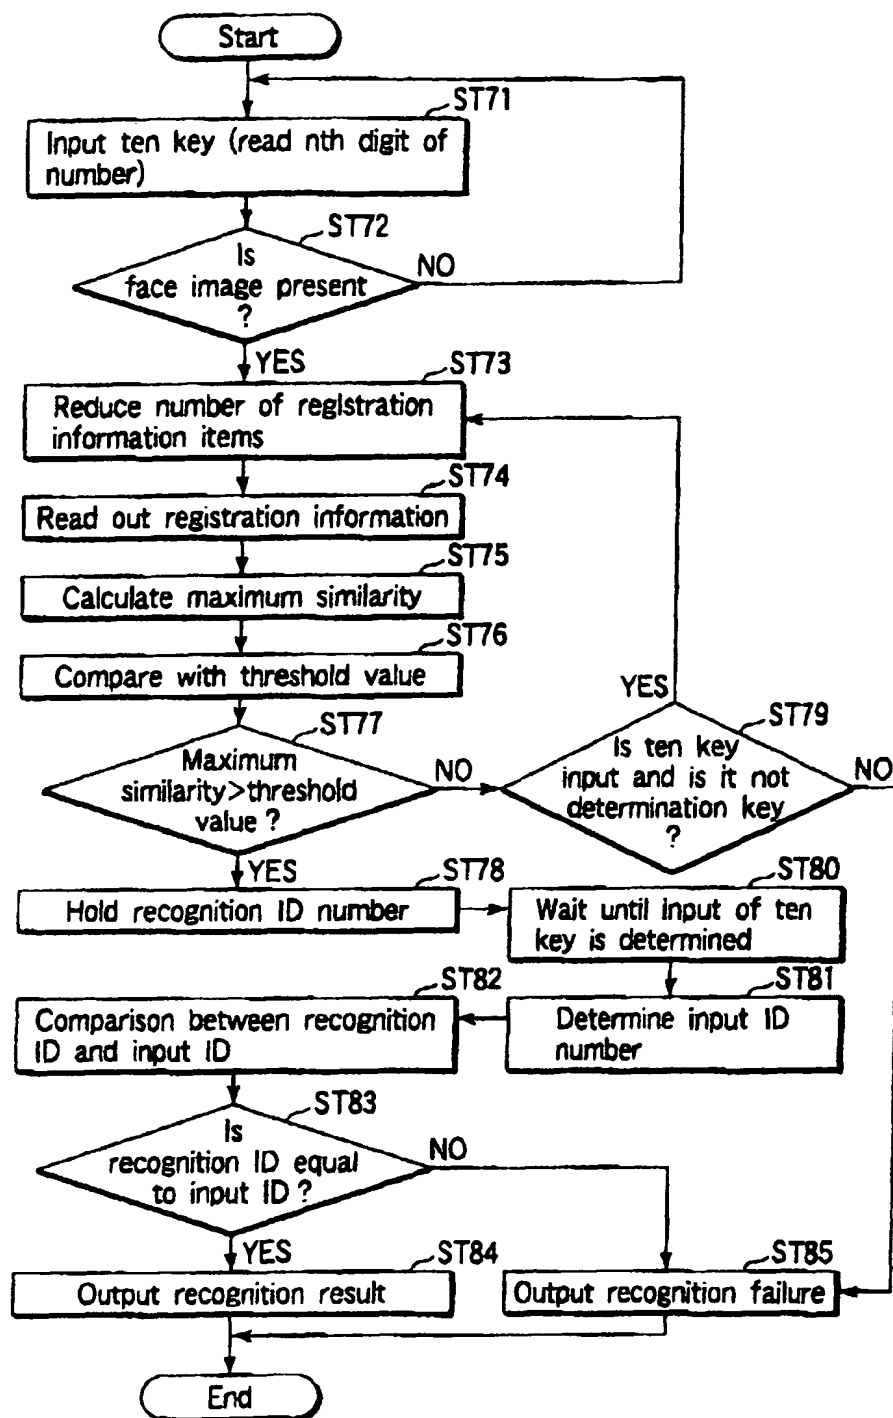 Start
ST71
Input ten key (read nth digit of
number)
ST72
Is
face image present
?
NO
YES
ST73
Reduce number of registration
information items
ST74
Read out registration information
ST75
Calculate maximum similarity
ST76
Compare with threshold value
ST77
Maximum
similarity>threshold
value ?
NO
YES
ST79
Is ten key
input and is it not
determination key
?
NO
YES
ST78
Hold recognition ID number
ST80
Wait until input of ten
key is determined
ST82
Comparison between recognition
ID and input ID
ST81
Determine input ID
number
ST83
Is
recognition ID equal
to input ID ?
NO
YES
ST84
Output recognition result
ST85
Output recognition failure
End